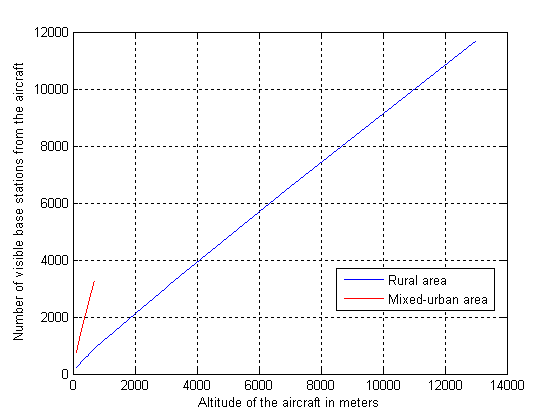 12000
10000
8000
6000
4000
2000
0
0 2000 4000 6000 8000 10000 12000 14000
Number of visible base stations from the aircraft
Altitude of the aircraft in meters
Rural area
Mixed-urban area